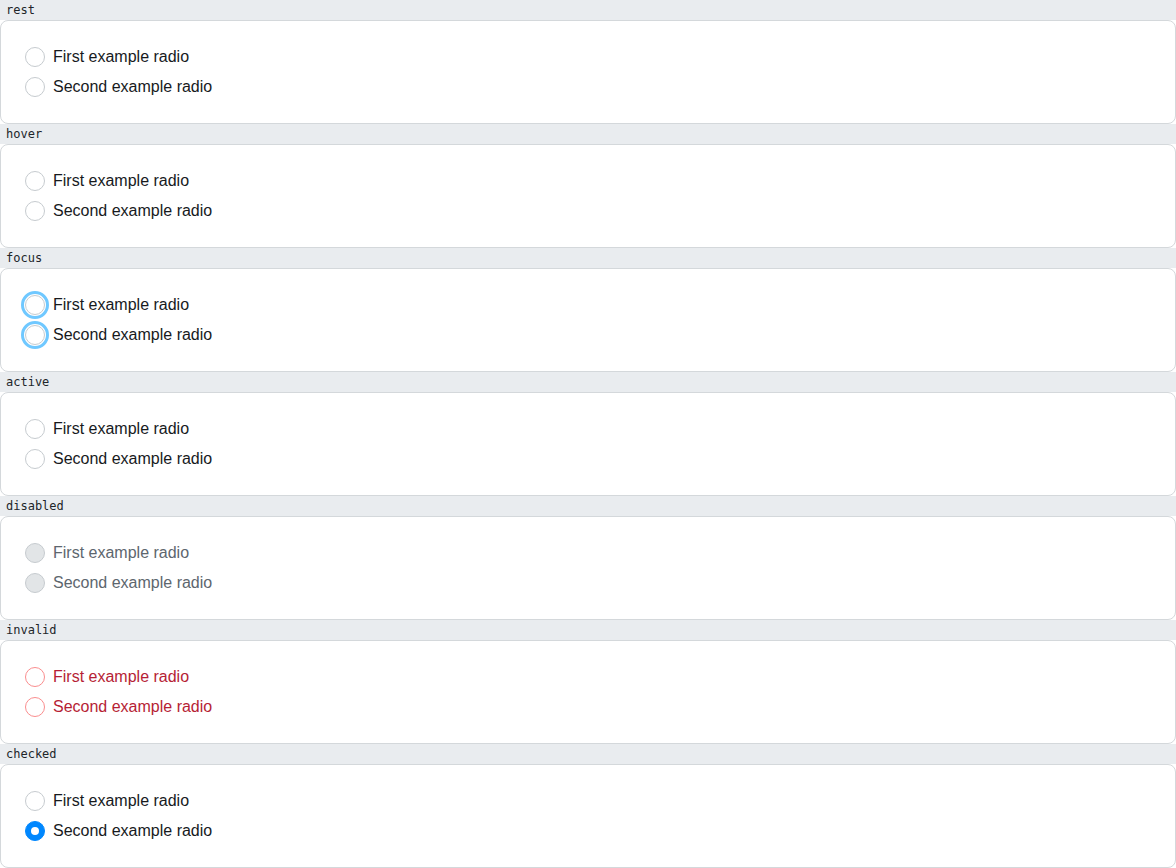 rest
First example radio
Second example radio
hover
First example radio
Second example radio
focus
First example radio
Second example radio
active
First example radio
Second example radio
disabled
First example radio
Second example radio
invalid
First example radio
Second example radio
checked
First example radio
Second example radio